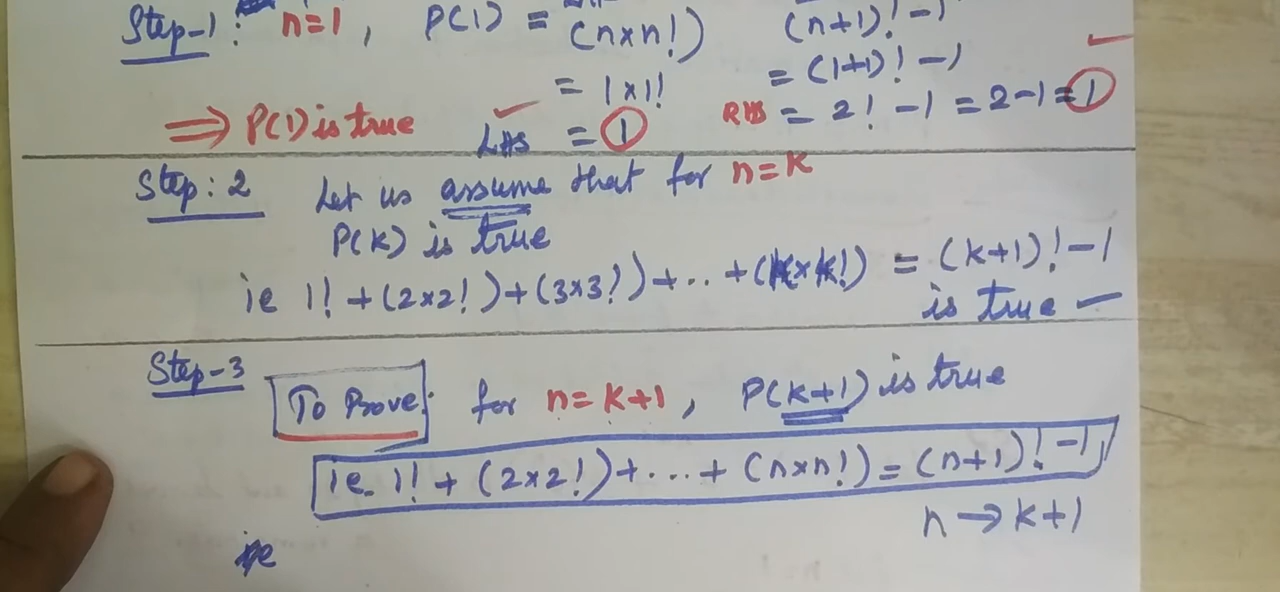 Step-1: n=1, P(1) = (n×n!) (n+1)!-1
= 1×1! = (1+1)!-1
⇒ P(1) is true LHS = 1 RHS = 2!-1 = 2-1 = 1
Step: 2 Let us assume that for n=k
P(k) is true
ie 1! + (2×2!) + (3×3!) + .. + (k×k!) = (k+1)!-1
is true
Step-3 To Prove: for n=k+1, P(k+1) is true
ie. 1! + (2×2!) + ... + (n×n!) = (n+1)!-1
n → k+1
ie